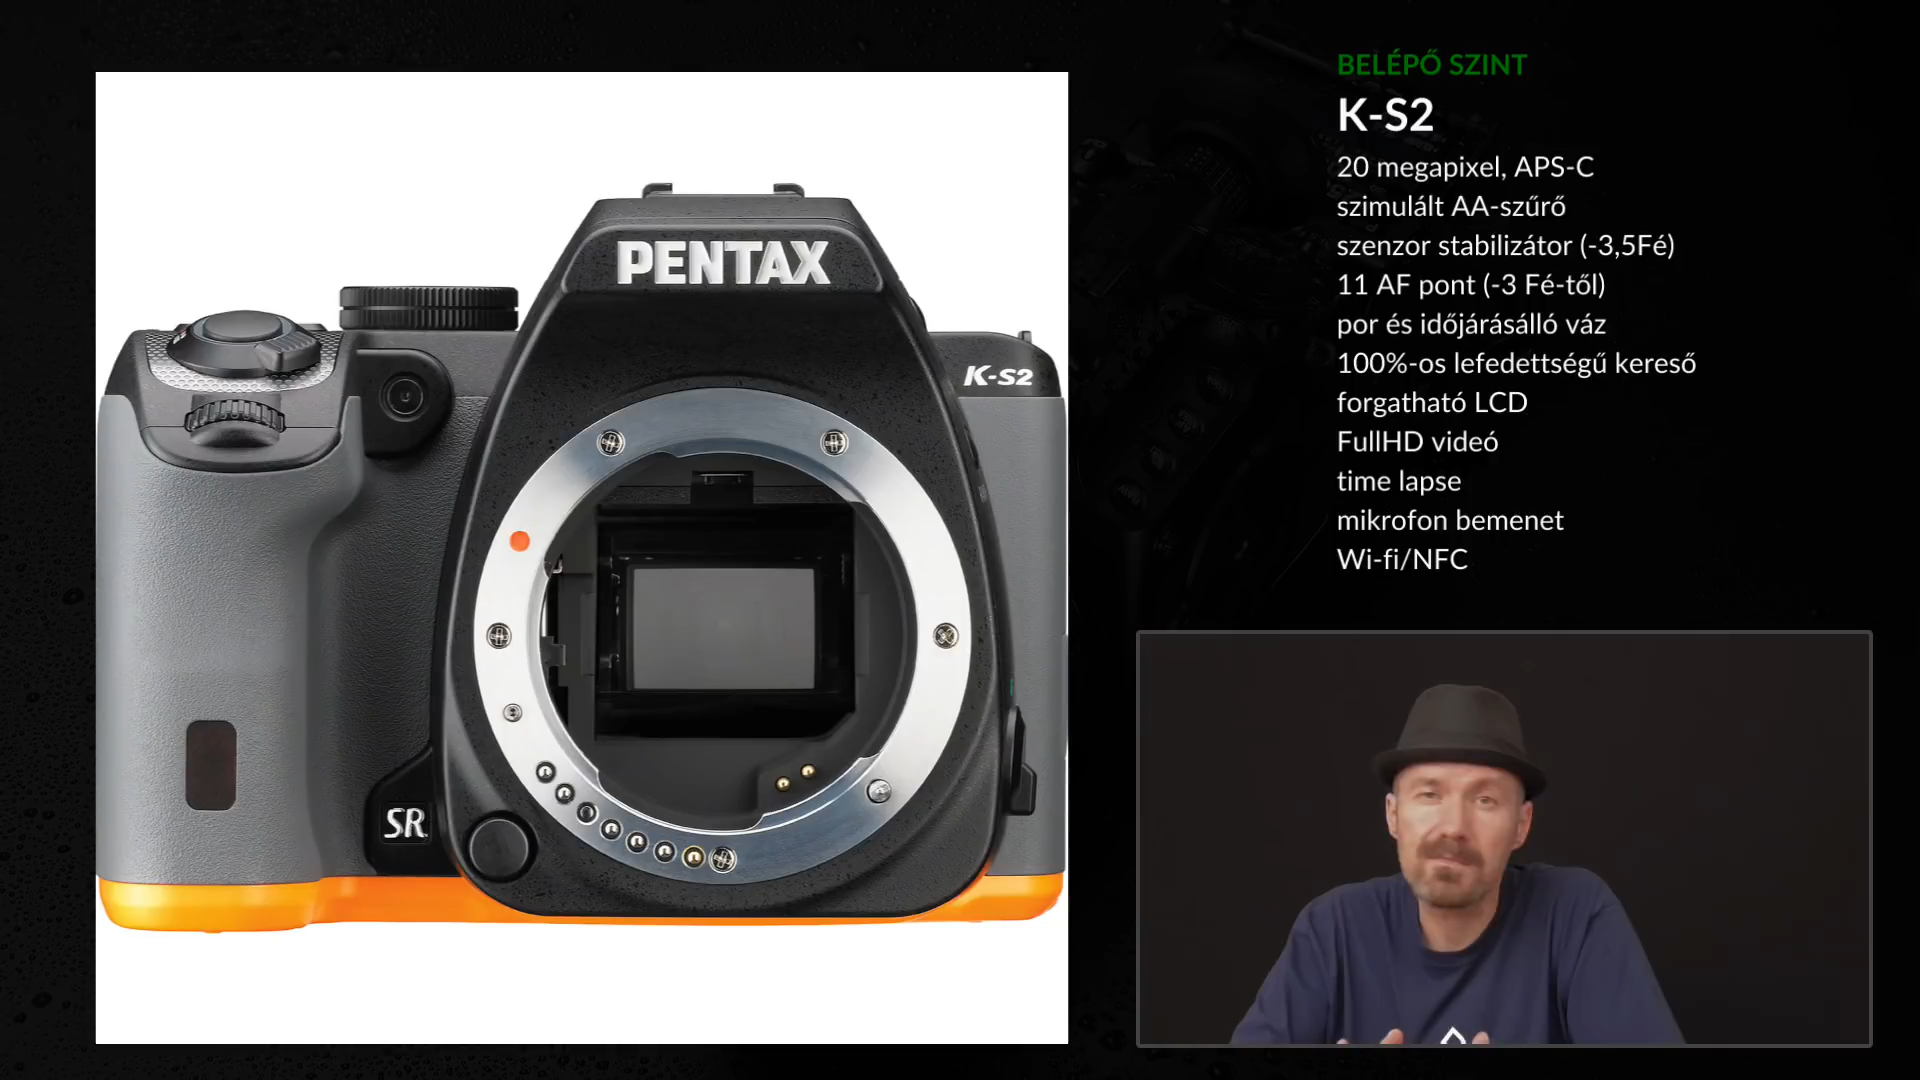 PENTAX
K-S2
SR
BELÉPŐ SZINT
K-S2
20 megapixel, APS-C
szimulált AA-szűrő
szenzor stabilizátor (-3,5Fé)
11 AF pont (-3 Fé-től)
por és időjárásálló váz
100%-os lefedettségű kereső
forgatható LCD
FullHD videó
time lapse
mikrofon bemenet
Wi-fi/NFC